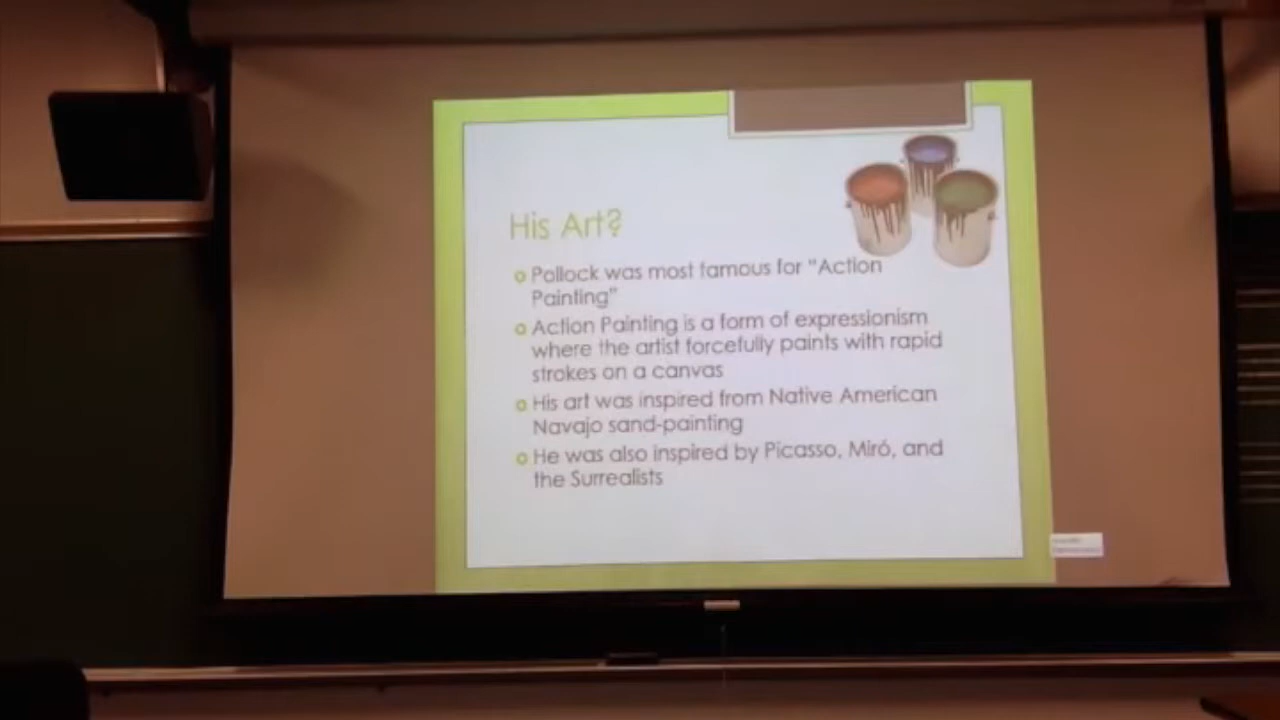 His Art?
Pollock was most famous for "Action
Painting"
Action Painting is a form of expressionism
where the artist forcefully paints with rapid
strokes on a canvas
His art was inspired from Native American
Navajo sand-painting
He was also inspired by Picasso, Miró, and
the Surrealists